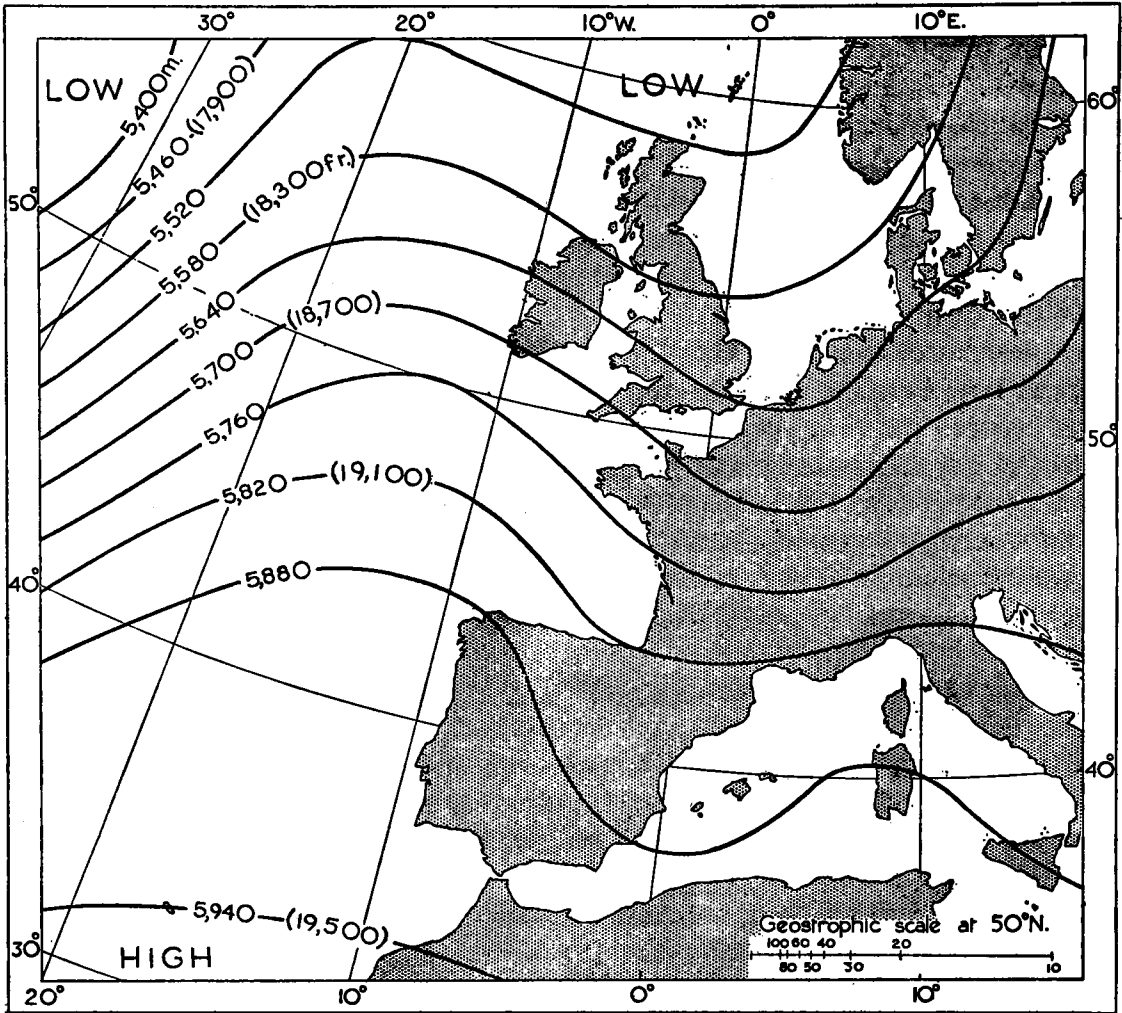 30° 20° 10°W. 0° 10°E.
LOW LOW
5,400m.
5,460-(17,900)
60°
5,520
50°
5,580 (18,300fr.)
5,640
5,700 (18,700)
5,760
50°
5,820 (19,100)
40°
5,880
40°
5,940 (19,500)
Geostrophic scale at 50°N.
100 60 40 20
80 50 30 10
30°
HIGH
20° 10° 0° 10°